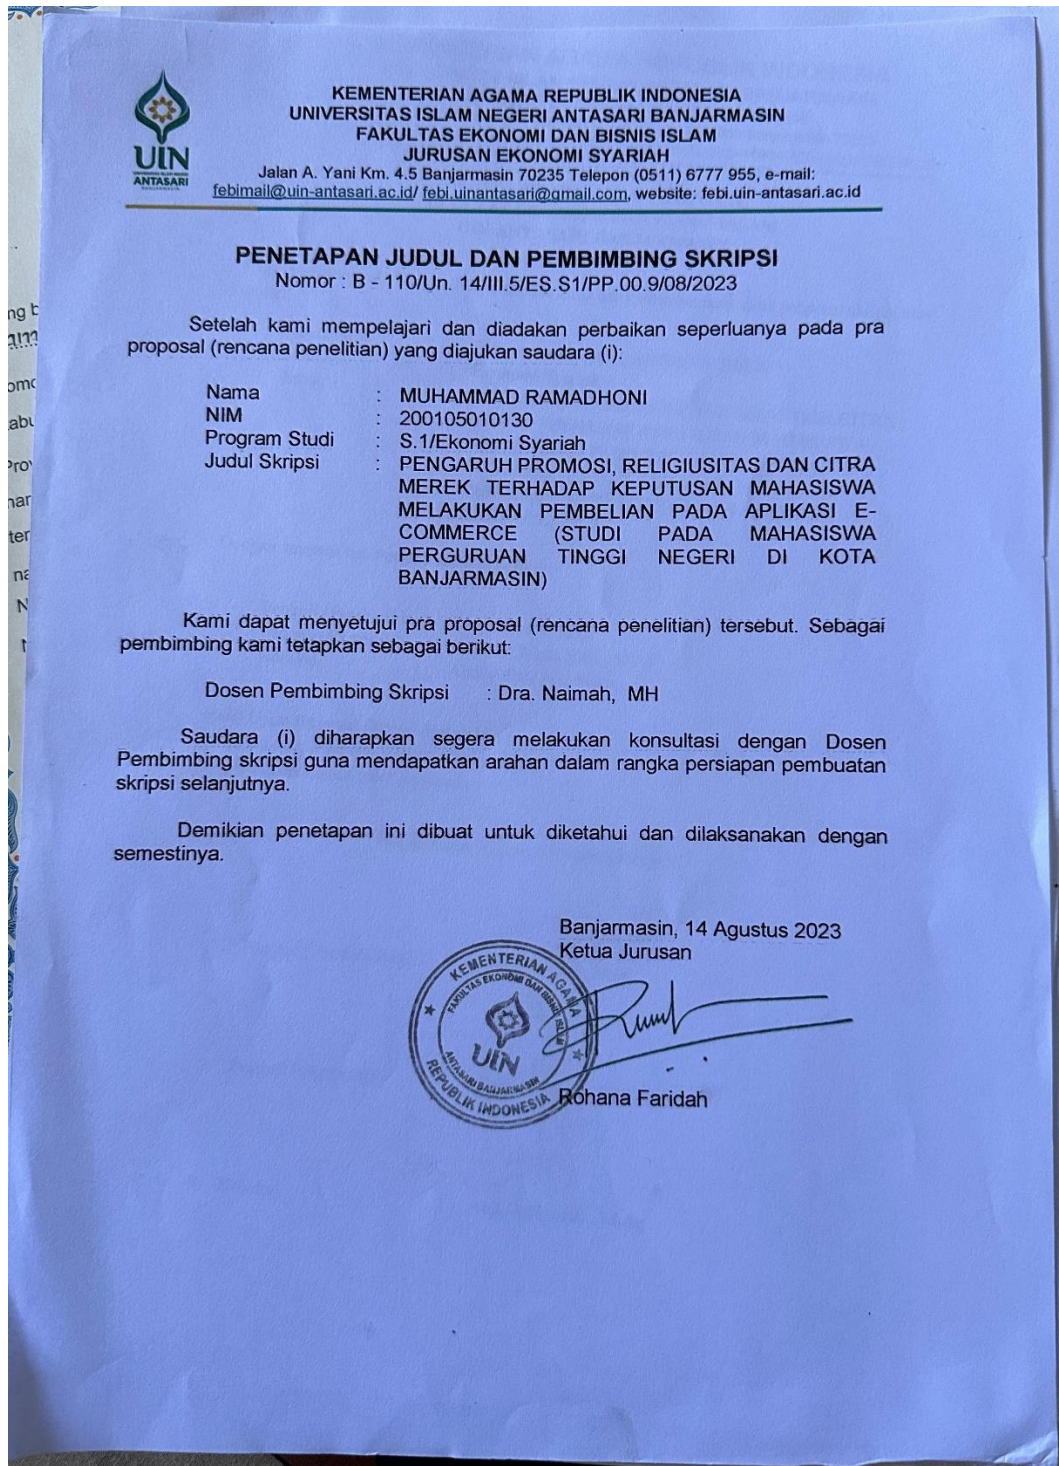 KEMENTERIAN AGAMA REPUBLIK INDONESIA
UNIVERSITAS ISLAM NEGERI ANTASARI BANJARMASIN
FAKULTAS EKONOMI DAN BISNIS ISLAM
JURUSAN EKONOMI SYARIAH
Jalan A. Yani Km. 4.5 Banjarmasin 70235 Telepon (0511) 6777 955, e-mail:
febimail@uin-antasari.ac.id/ febi.uinantasari@gmail.com, website: febi.uin-antasari.ac.id
UIN
ANTASARI
BANJARMASIN
PENETAPAN JUDUL DAN PEMBIMBING SKRIPSI
Nomor : B - 110/Un. 14/III.5/ES.S1/PP.00.9/08/2023
Setelah kami mempelajari dan diadakan perbaikan seperluanya pada pra
proposal (rencana penelitian) yang diajukan saudara (i):
Nama : MUHAMMAD RAMADHONI
NIM : 200105010130
Program Studi : S.1/Ekonomi Syariah
Judul Skripsi : PENGARUH PROMOSI, RELIGIUSITAS DAN CITRA
MEREK TERHADAP KEPUTUSAN MAHASISWA
MELAKUKAN PEMBELIAN PADA APLIKASI E-
COMMERCE (STUDI PADA MAHASISWA
PERGURUAN TINGGI NEGERI DI KOTA
BANJARMASIN)
Kami dapat menyetujui pra proposal (rencana penelitian) tersebut. Sebagai
pembimbing kami tetapkan sebagai berikut:
Dosen Pembimbing Skripsi : Dra. Naimah, MH
Saudara (i) diharapkan segera melakukan konsultasi dengan Dosen
Pembimbing skripsi guna mendapatkan arahan dalam rangka persiapan pembuatan
skripsi selanjutnya.
Demikian penetapan ini dibuat untuk diketahui dan dilaksanakan dengan
semestinya.
Banjarmasin, 14 Agustus 2023
Ketua Jurusan
KEMENTERIAN AGAMA
FAKULTAS EKONOMI DAN BISNIS ISLAM
UIN
ANTASARI BANJARMASIN
REPUBLIK INDONESIA
Rohana Faridah